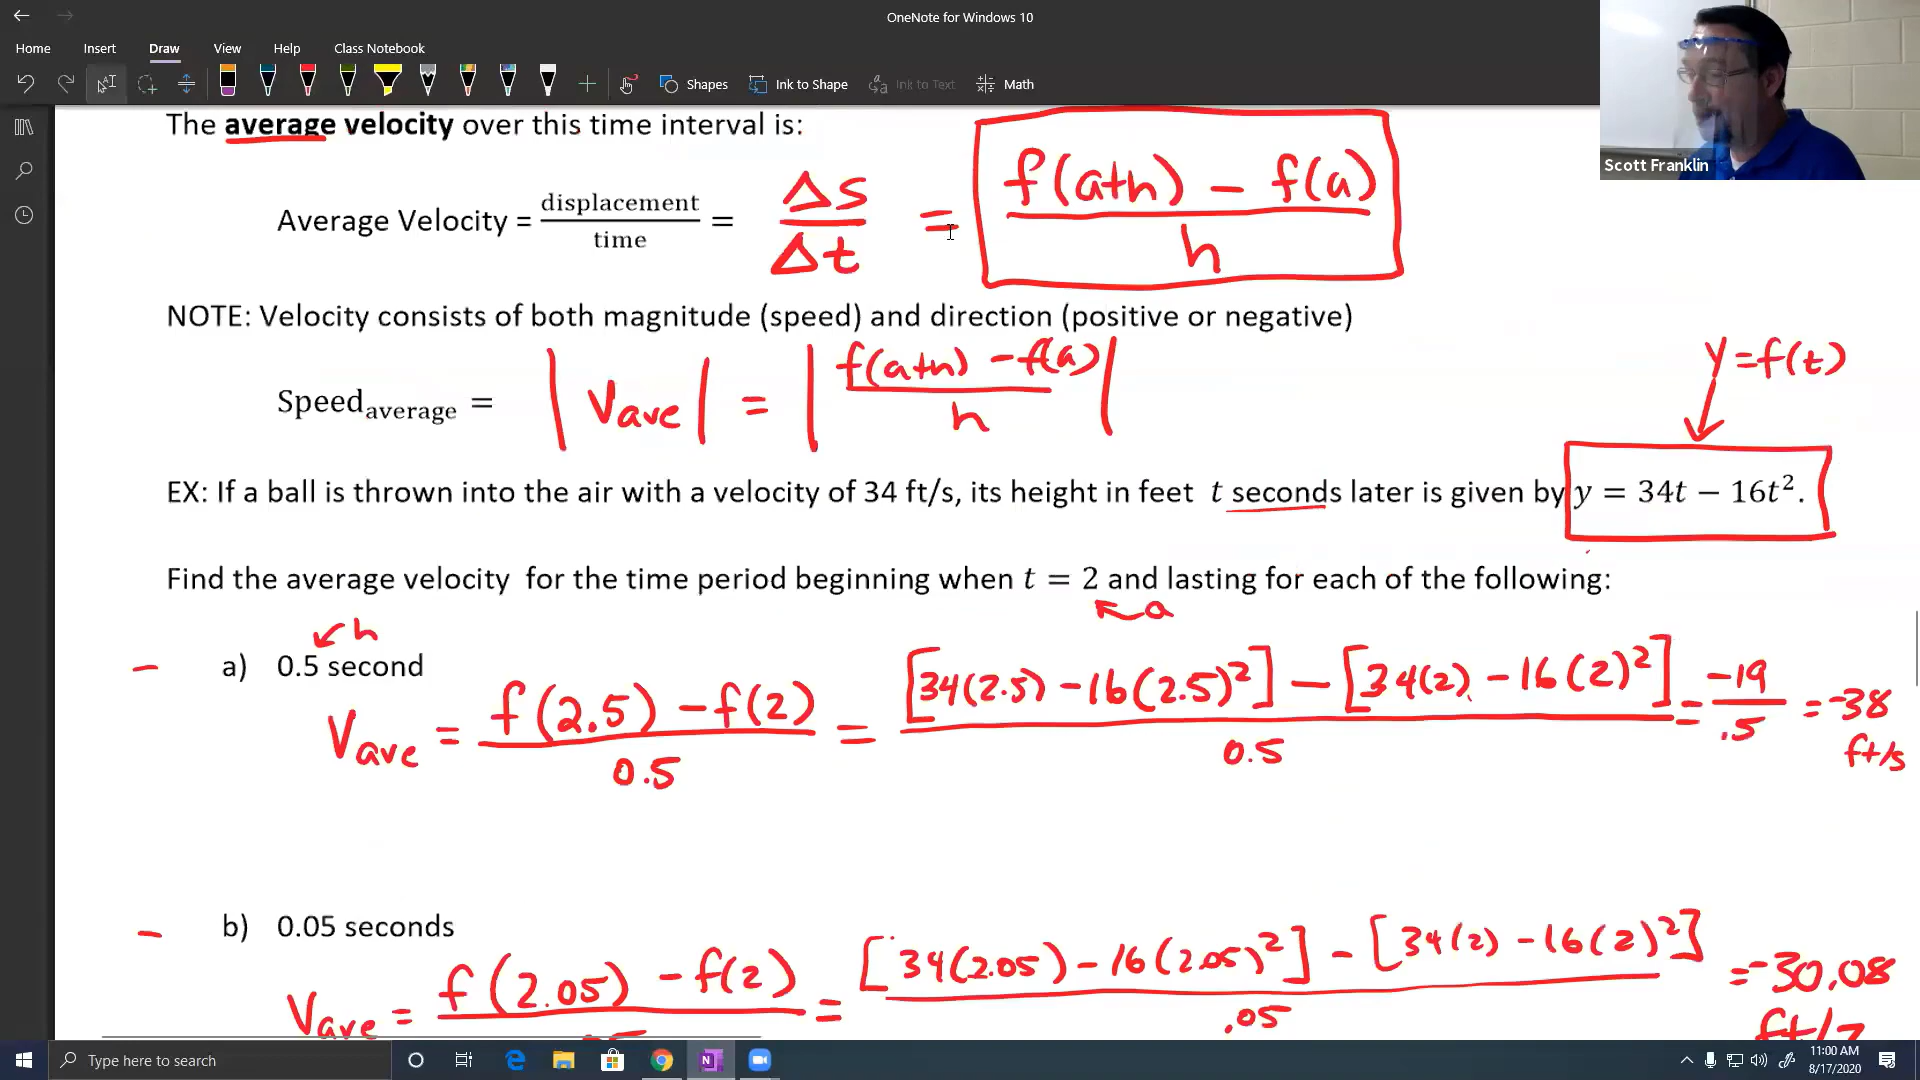 OneNote for Windows 10
Home Insert Draw View Help Class Notebook
Shapes Ink to Shape Ink to Text Math
Scott Franklin
The average velocity over this time interval is:
Average Velocity = displacement/time = Δs/Δt = f(a+h) - f(a)/h
NOTE: Velocity consists of both magnitude (speed) and direction (positive or negative)
Speed average = |Vave| = |f(a+h) - f(a)/h|
y = f(t)
EX: If a ball is thrown into the air with a velocity of 34 ft/s, its height in feet t seconds later is given by y = 34t − 16t².
Find the average velocity for the time period beginning when t = 2 and lasting for each of the following:
a
h
a) 0.5 second
Vave = f(2.5) - f(2)/0.5 = [34(2.5) - 16(2.5)²] - [34(2) - 16(2)²]/0.5 = -19/.5 = -38 ft/s
b) 0.05 seconds
Vave = f(2.05) - f(2) = [34(2.05) - 16(2.05)²] - [34(2) - 16(2)²]/.05 = -30.08
Type here to search
11:00 AM
8/17/2020